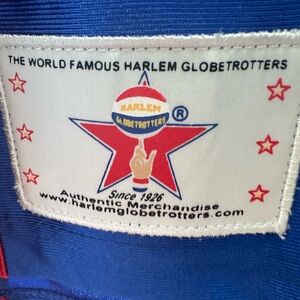 THE WORLD FAMOUS HARLEM GLOBETROTTERS
HARLEM
GLOBETROTTERS
®
Since 1926
Authentic Merchandise
www.harlemglobetrotters.com